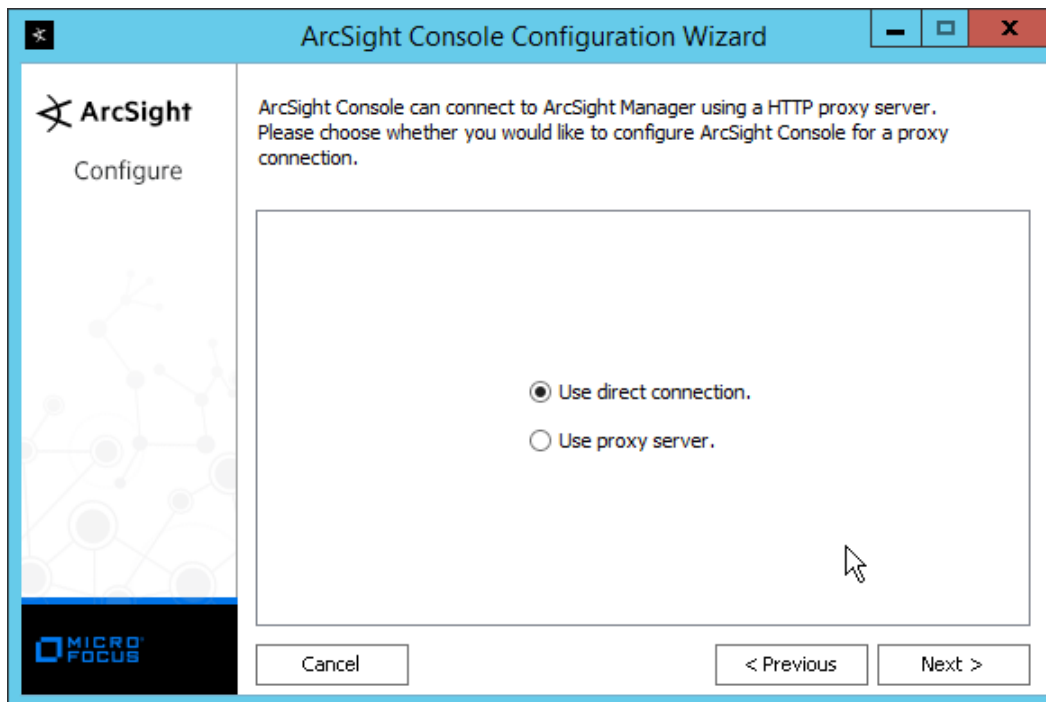 ArcSight Console Configuration Wizard
ArcSight
Configure
ArcSight Console can connect to ArcSight Manager using a HTTP proxy server.
Please choose whether you would like to configure ArcSight Console for a proxy
connection.
Use direct connection.
Use proxy server.
MICRO
FOCUS
Cancel
< Previous
Next >